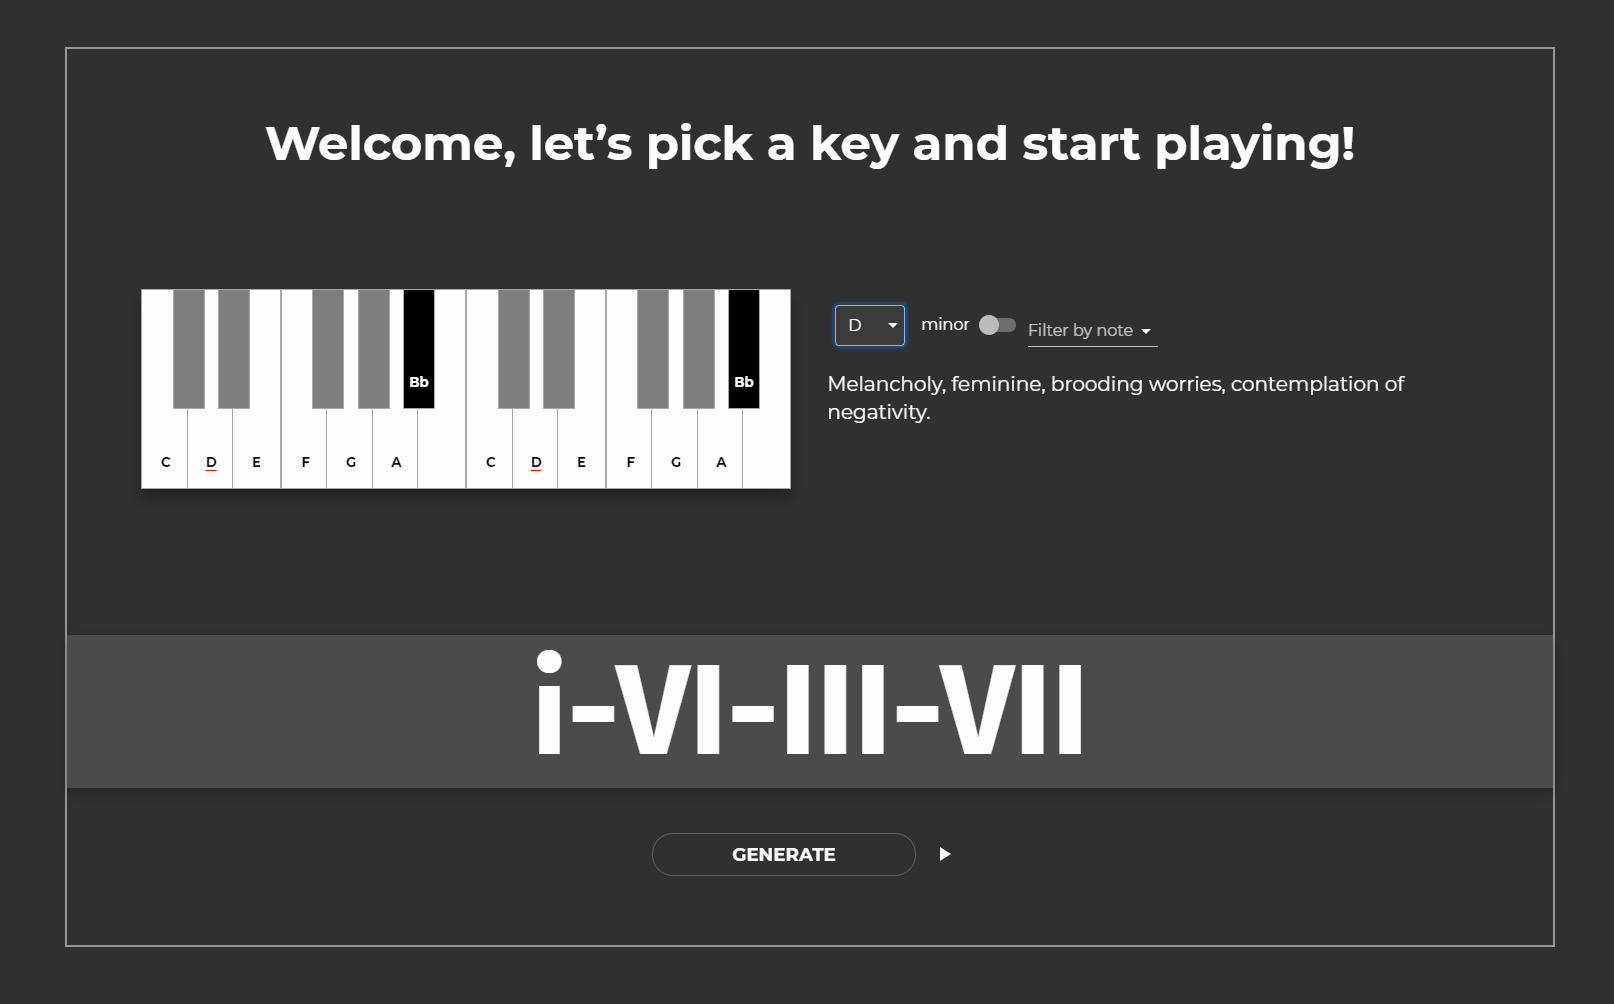 Welcome, let’s pick a key and start playing!
D
minor
Filter by note
Bb Bb
Melancholy, feminine, brooding worries, contemplation of
negativity.
C D E F G A C D E F G A
i-VI-III-VII
GENERATE